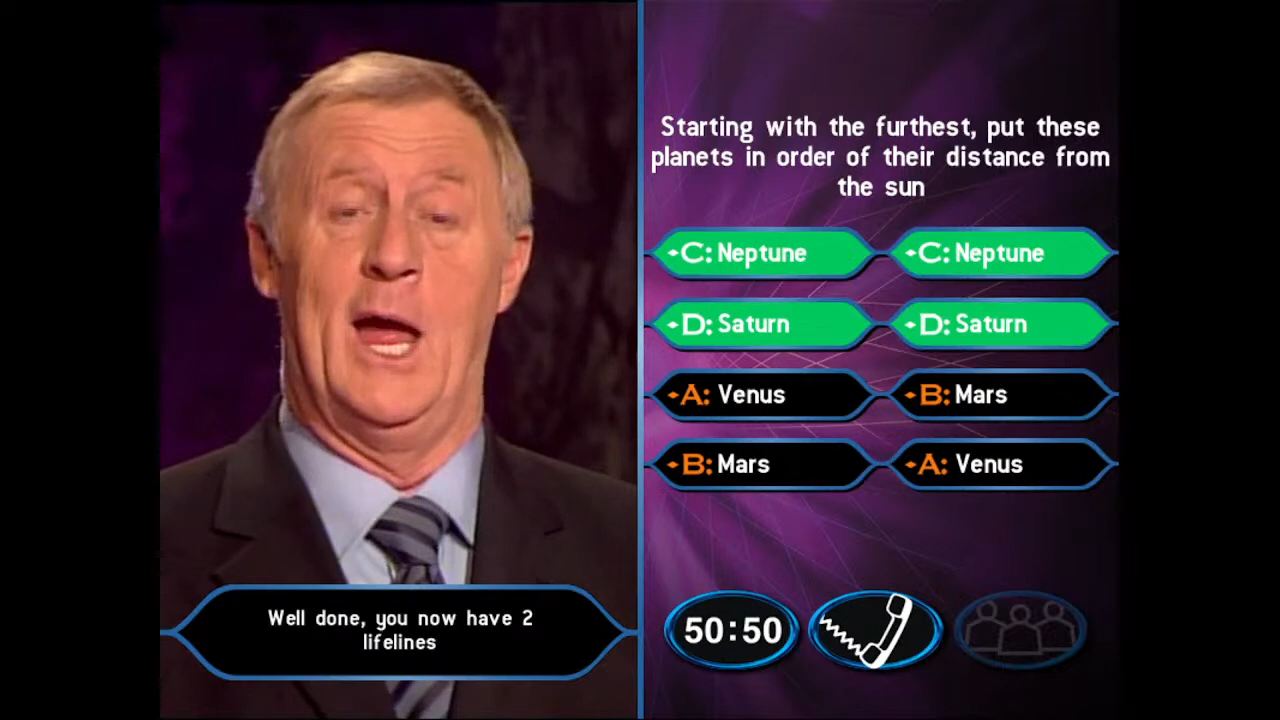 Starting with the furthest, put these
planets in order of their distance from
the sun
C: Neptune
C: Neptune
D: Saturn
D: Saturn
A: Venus
B: Mars
B: Mars
A: Venus
50:50
Well done, you now have 2
lifelines